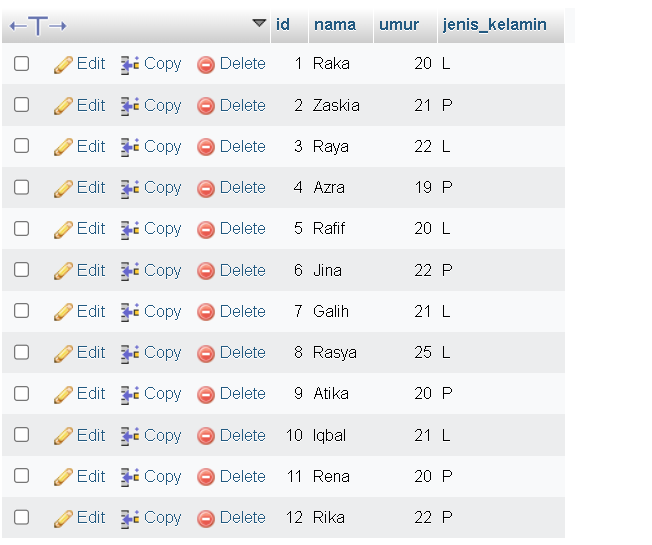 id nama umur jenis_kelamin
Edit Copy Delete 1 Raka 20 L
Edit Copy Delete 2 Zaskia 21 P
Edit Copy Delete 3 Raya 22 L
Edit Copy Delete 4 Azra 19 P
Edit Copy Delete 5 Rafif 20 L
Edit Copy Delete 6 Jina 22 P
Edit Copy Delete 7 Galih 21 L
Edit Copy Delete 8 Rasya 25 L
Edit Copy Delete 9 Atika 20 P
Edit Copy Delete 10 Iqbal 21 L
Edit Copy Delete 11 Rena 20 P
Edit Copy Delete 12 Rika 22 P